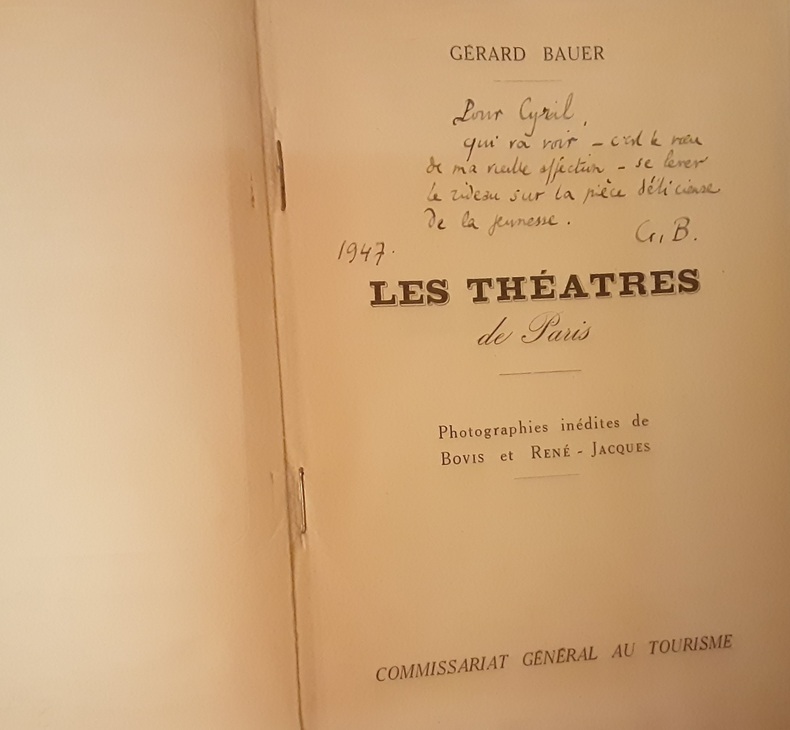 GÉRARD BAUER
Pour Cyril,
qui va voir – c'est le vœu
de ma vieille affection – se lever
le rideau sur la pièce délicieuse
de la jeunesse.
G. B.
1947.
LES THÉATRES
de Paris
Photographies inédites de
BOVIS et RENÉ - JACQUES
COMMISSARIAT GÉNÉRAL AU TOURISME